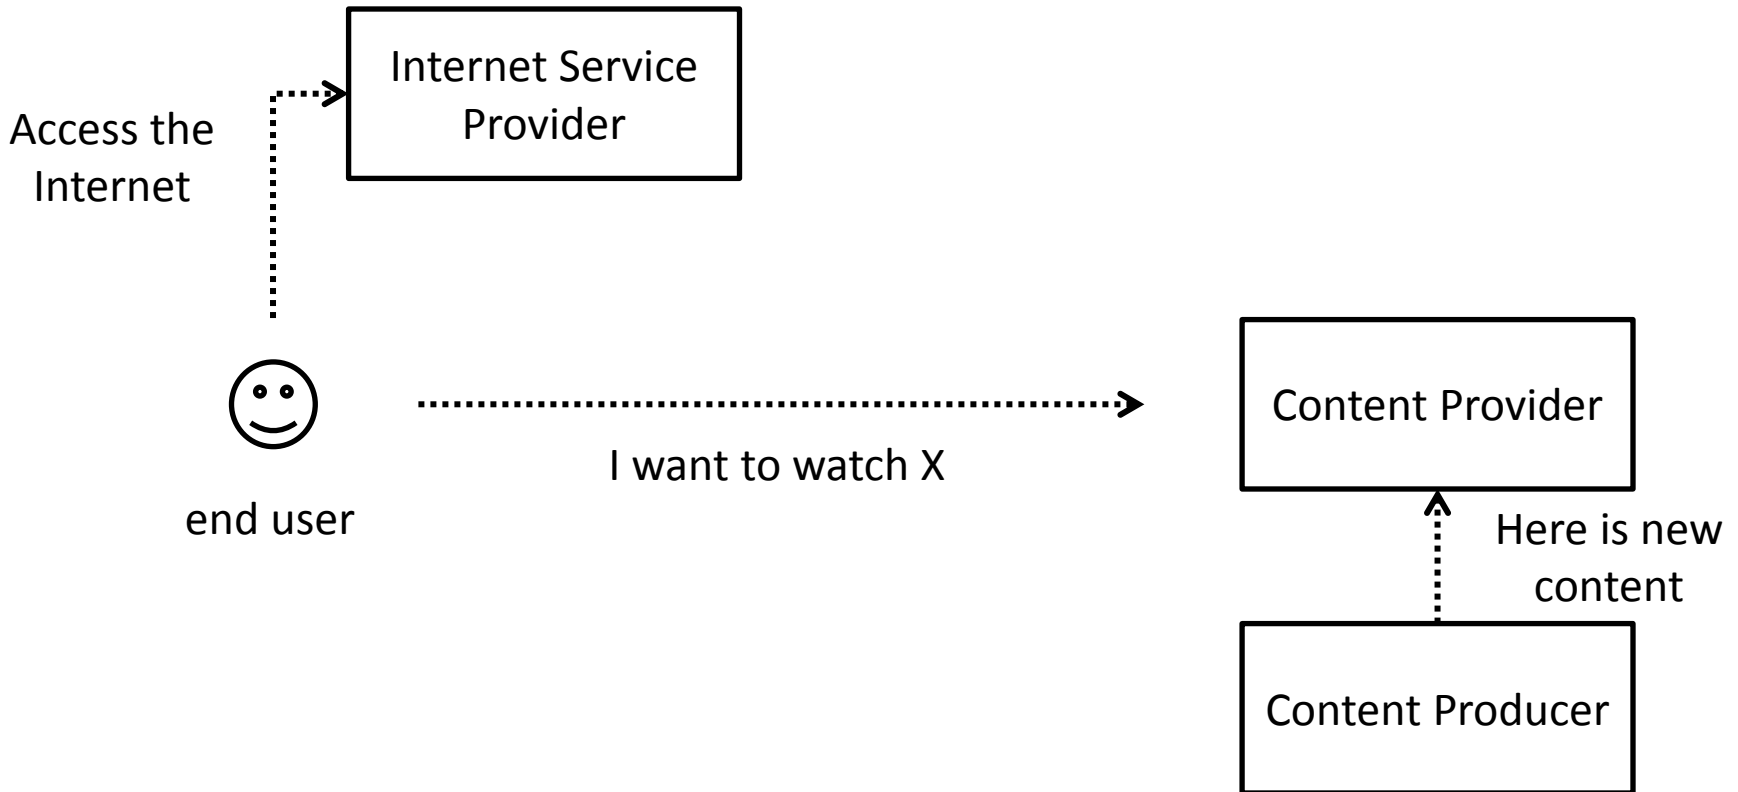 Internet Service
Provider
Access the
Internet
end user
I want to watch X
Content Provider
Here is new
content
Content Producer